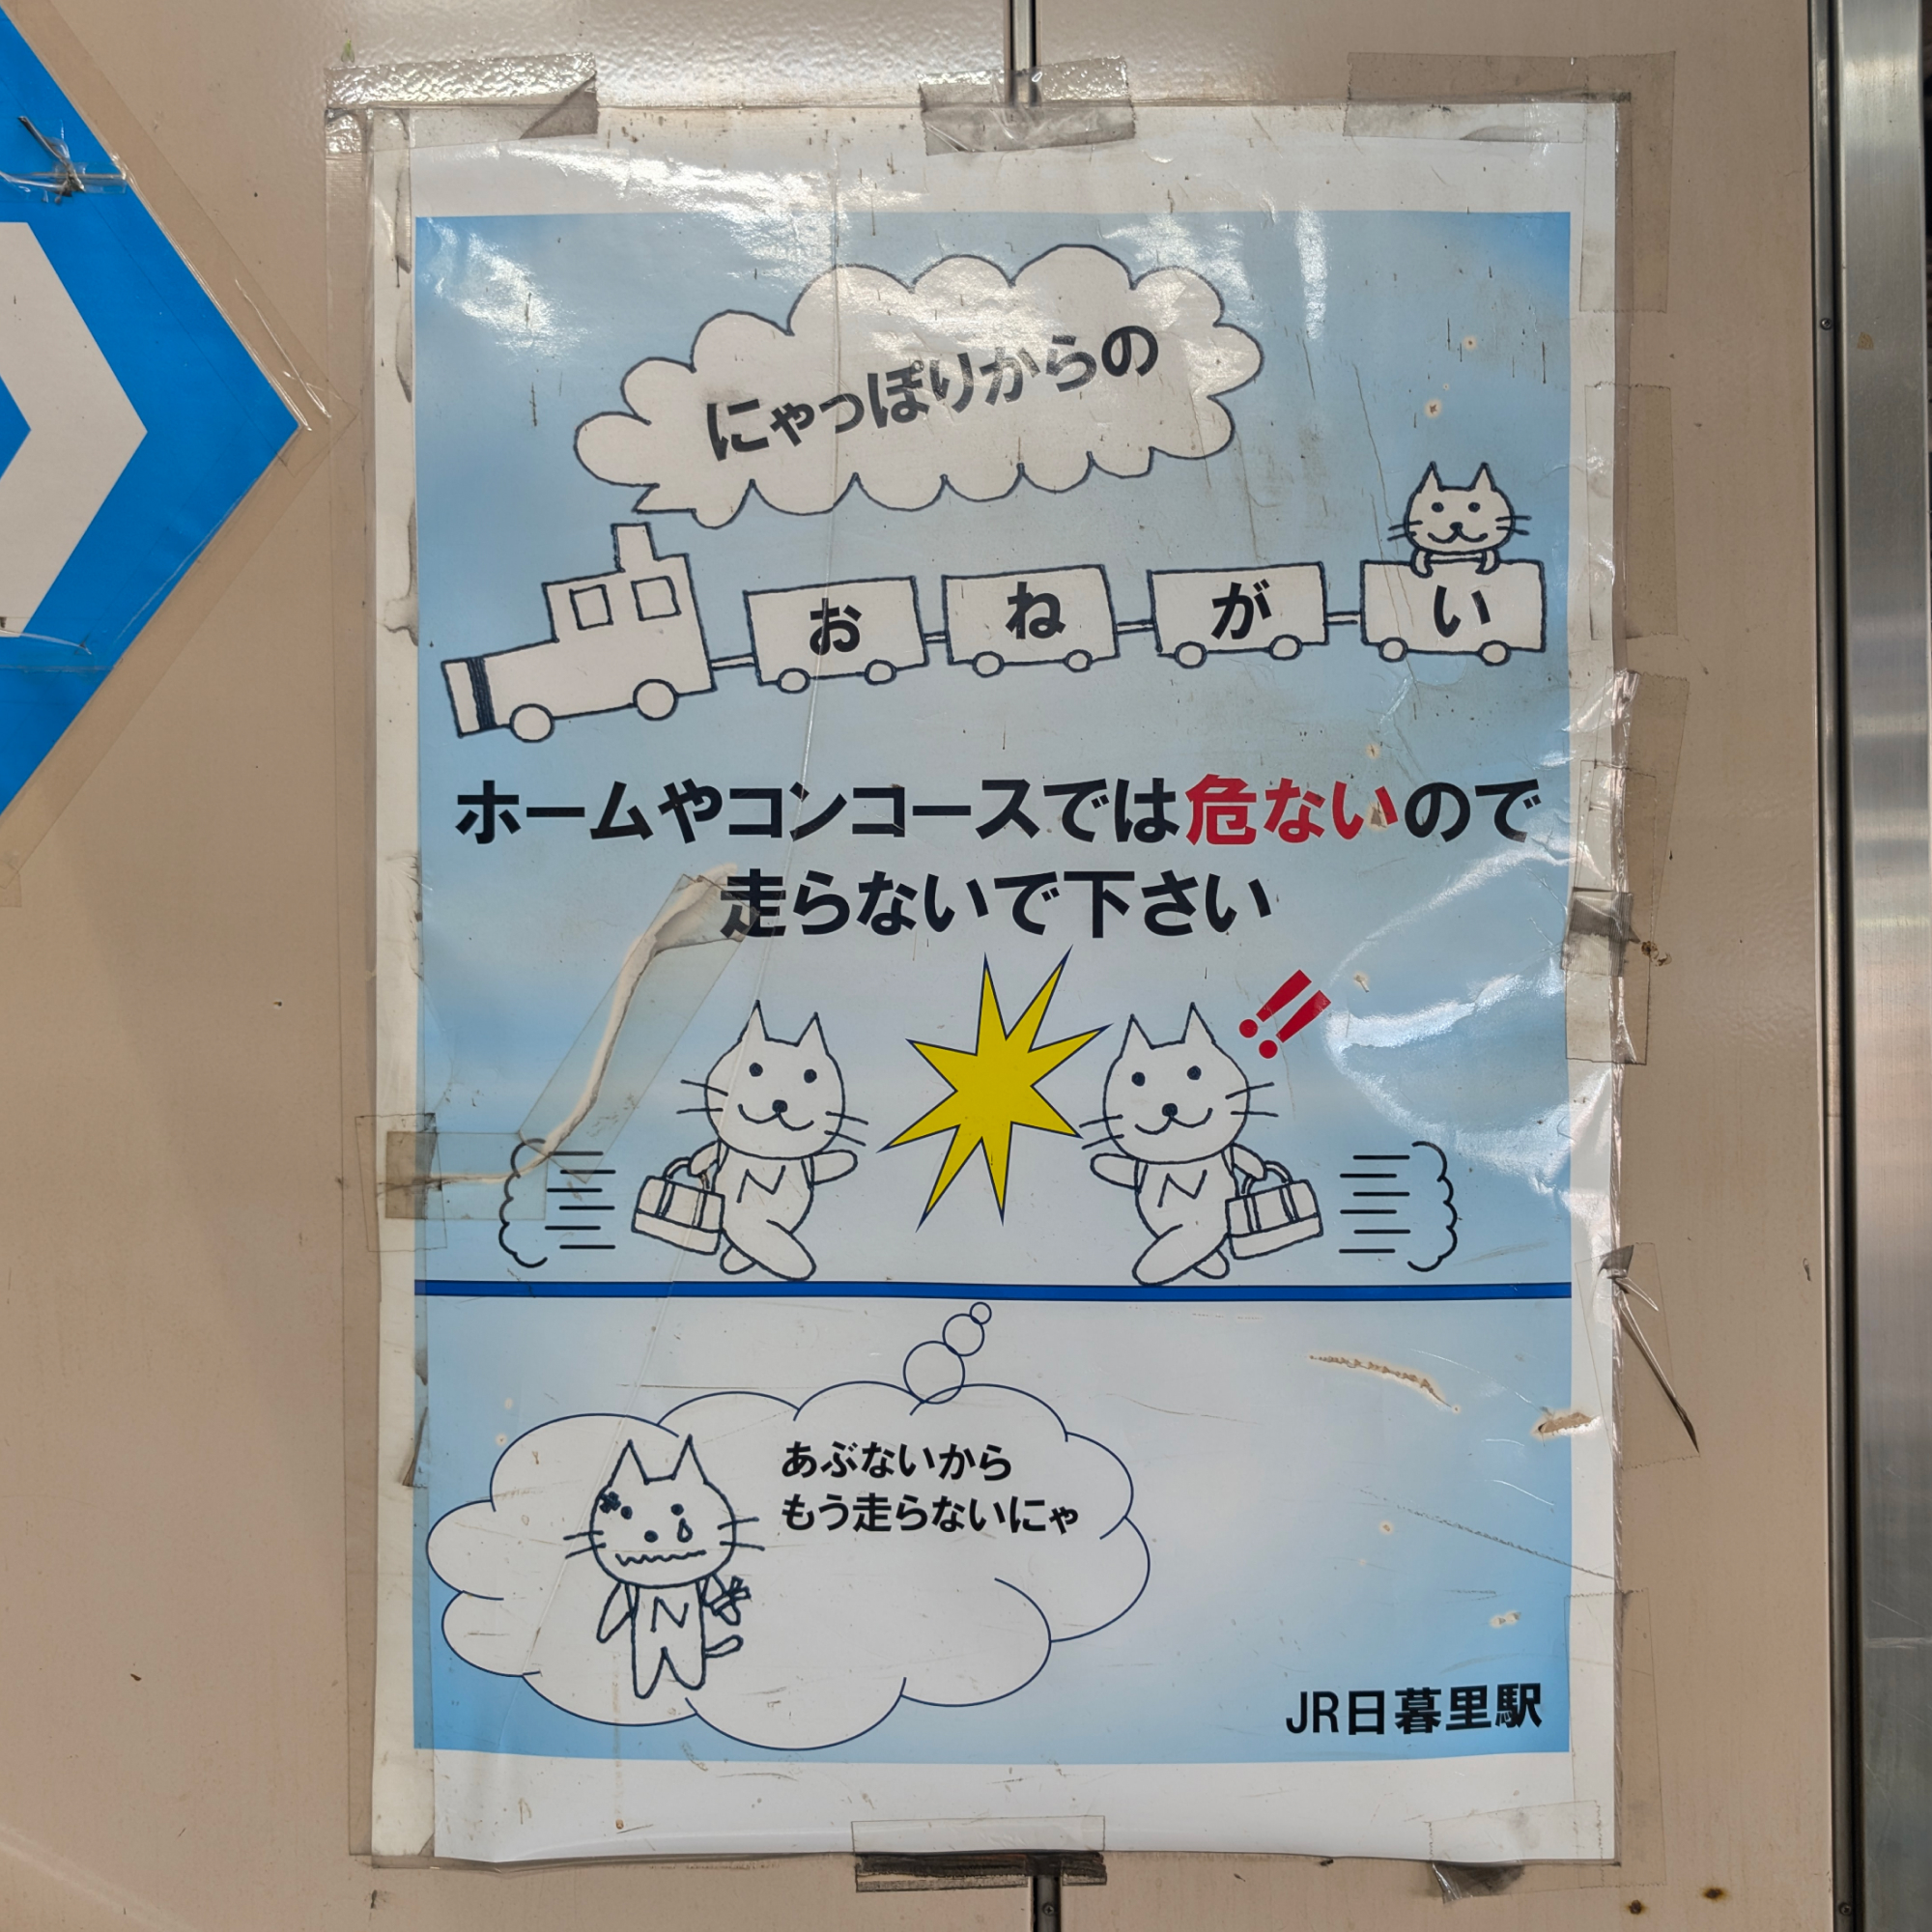 にゃっぽりからの
おねがい
ホームやコンコースでは危ないので
走らないで下さい
!!
N
N
あぶないから
もう走らないにゃ
N
JR日暮里駅